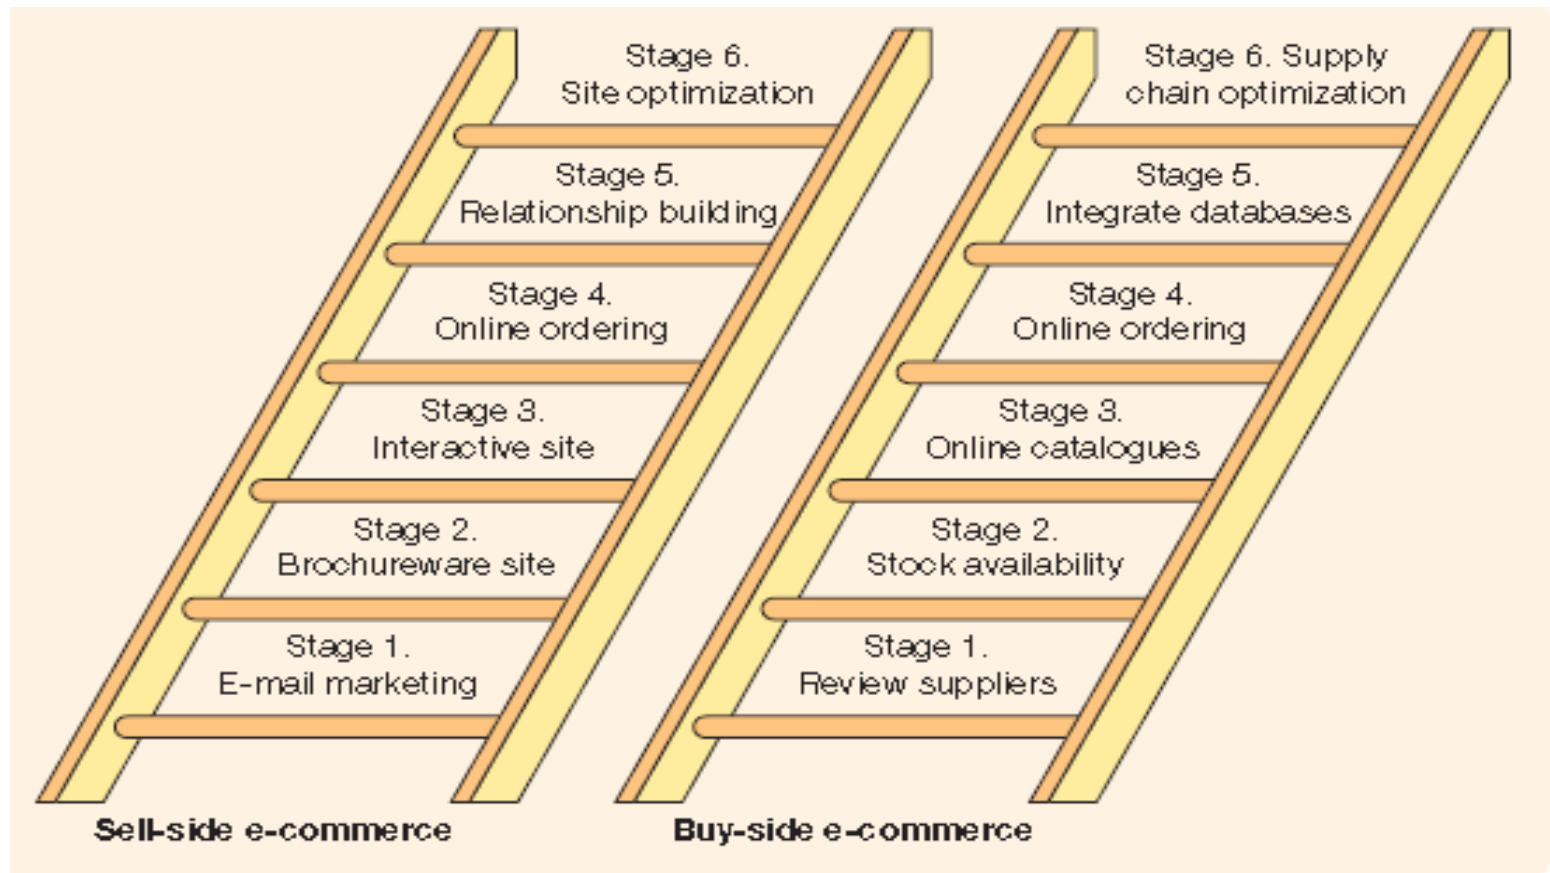 Stage 6.
Site optimization
Stage 5.
Relationship building
Stage 4.
Online ordering
Stage 3.
Interactive site
Stage 2.
Brochureware site
Stage 1.
E-mail marketing
Sell-side e-commerce
Stage 6. Supply
chain optimization
Stage 5.
Integrate databases
Stage 4.
Online ordering
Stage 3.
Online catalogues
Stage 2.
Stock availability
Stage 1.
Review suppliers
Buy-side e-commerce